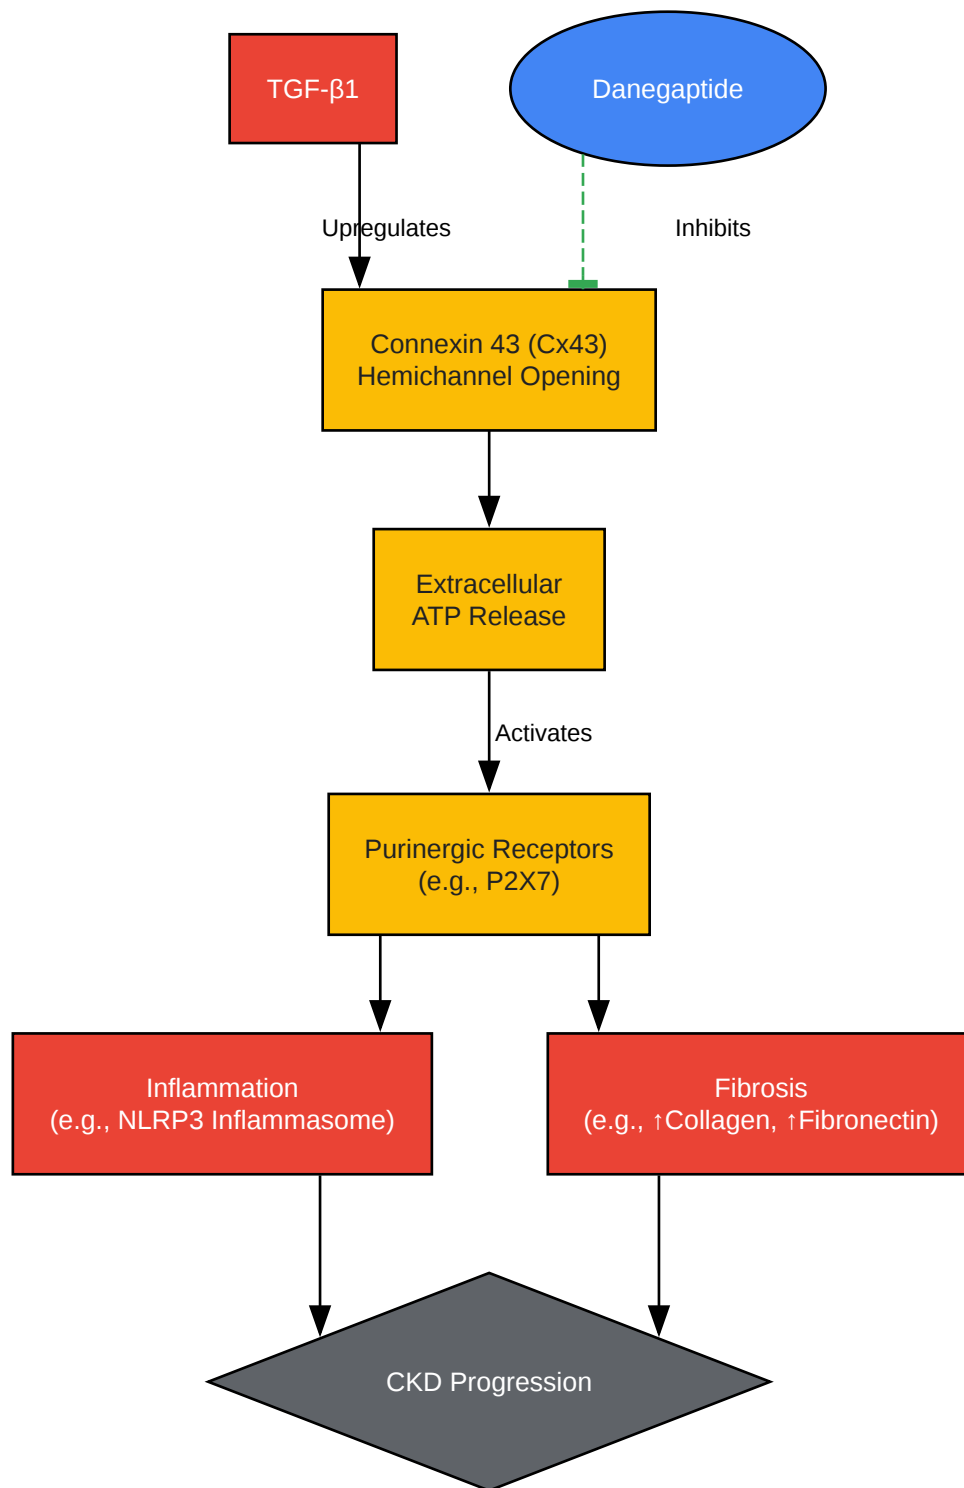 TGF-β1
Danegaptide
Upregulates
Inhibits
Connexin 43 (Cx43)
Hemichannel Opening
Extracellular
ATP Release
Activates
Purinergic Receptors
(e.g., P2X7)
Inflammation
(e.g., NLRP3 Inflammasome)
Fibrosis
(e.g., ↑Collagen, ↑Fibronectin)
CKD Progression